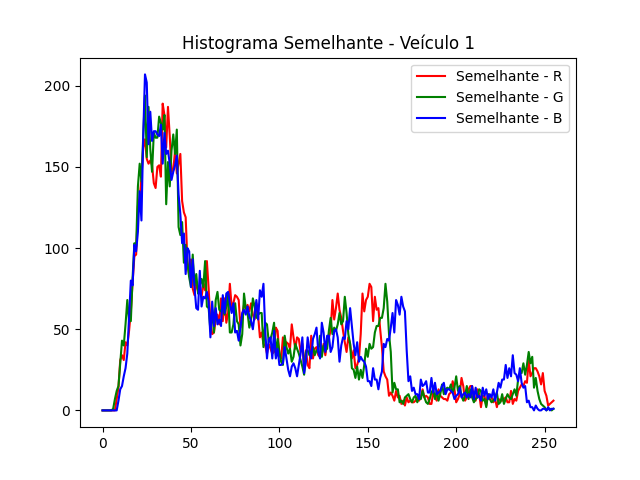 Histograma Semelhante - Veículo 1
Semelhante - R
Semelhante - G
Semelhante - B
200
150
100
50
0
0 50 100 150 200 250